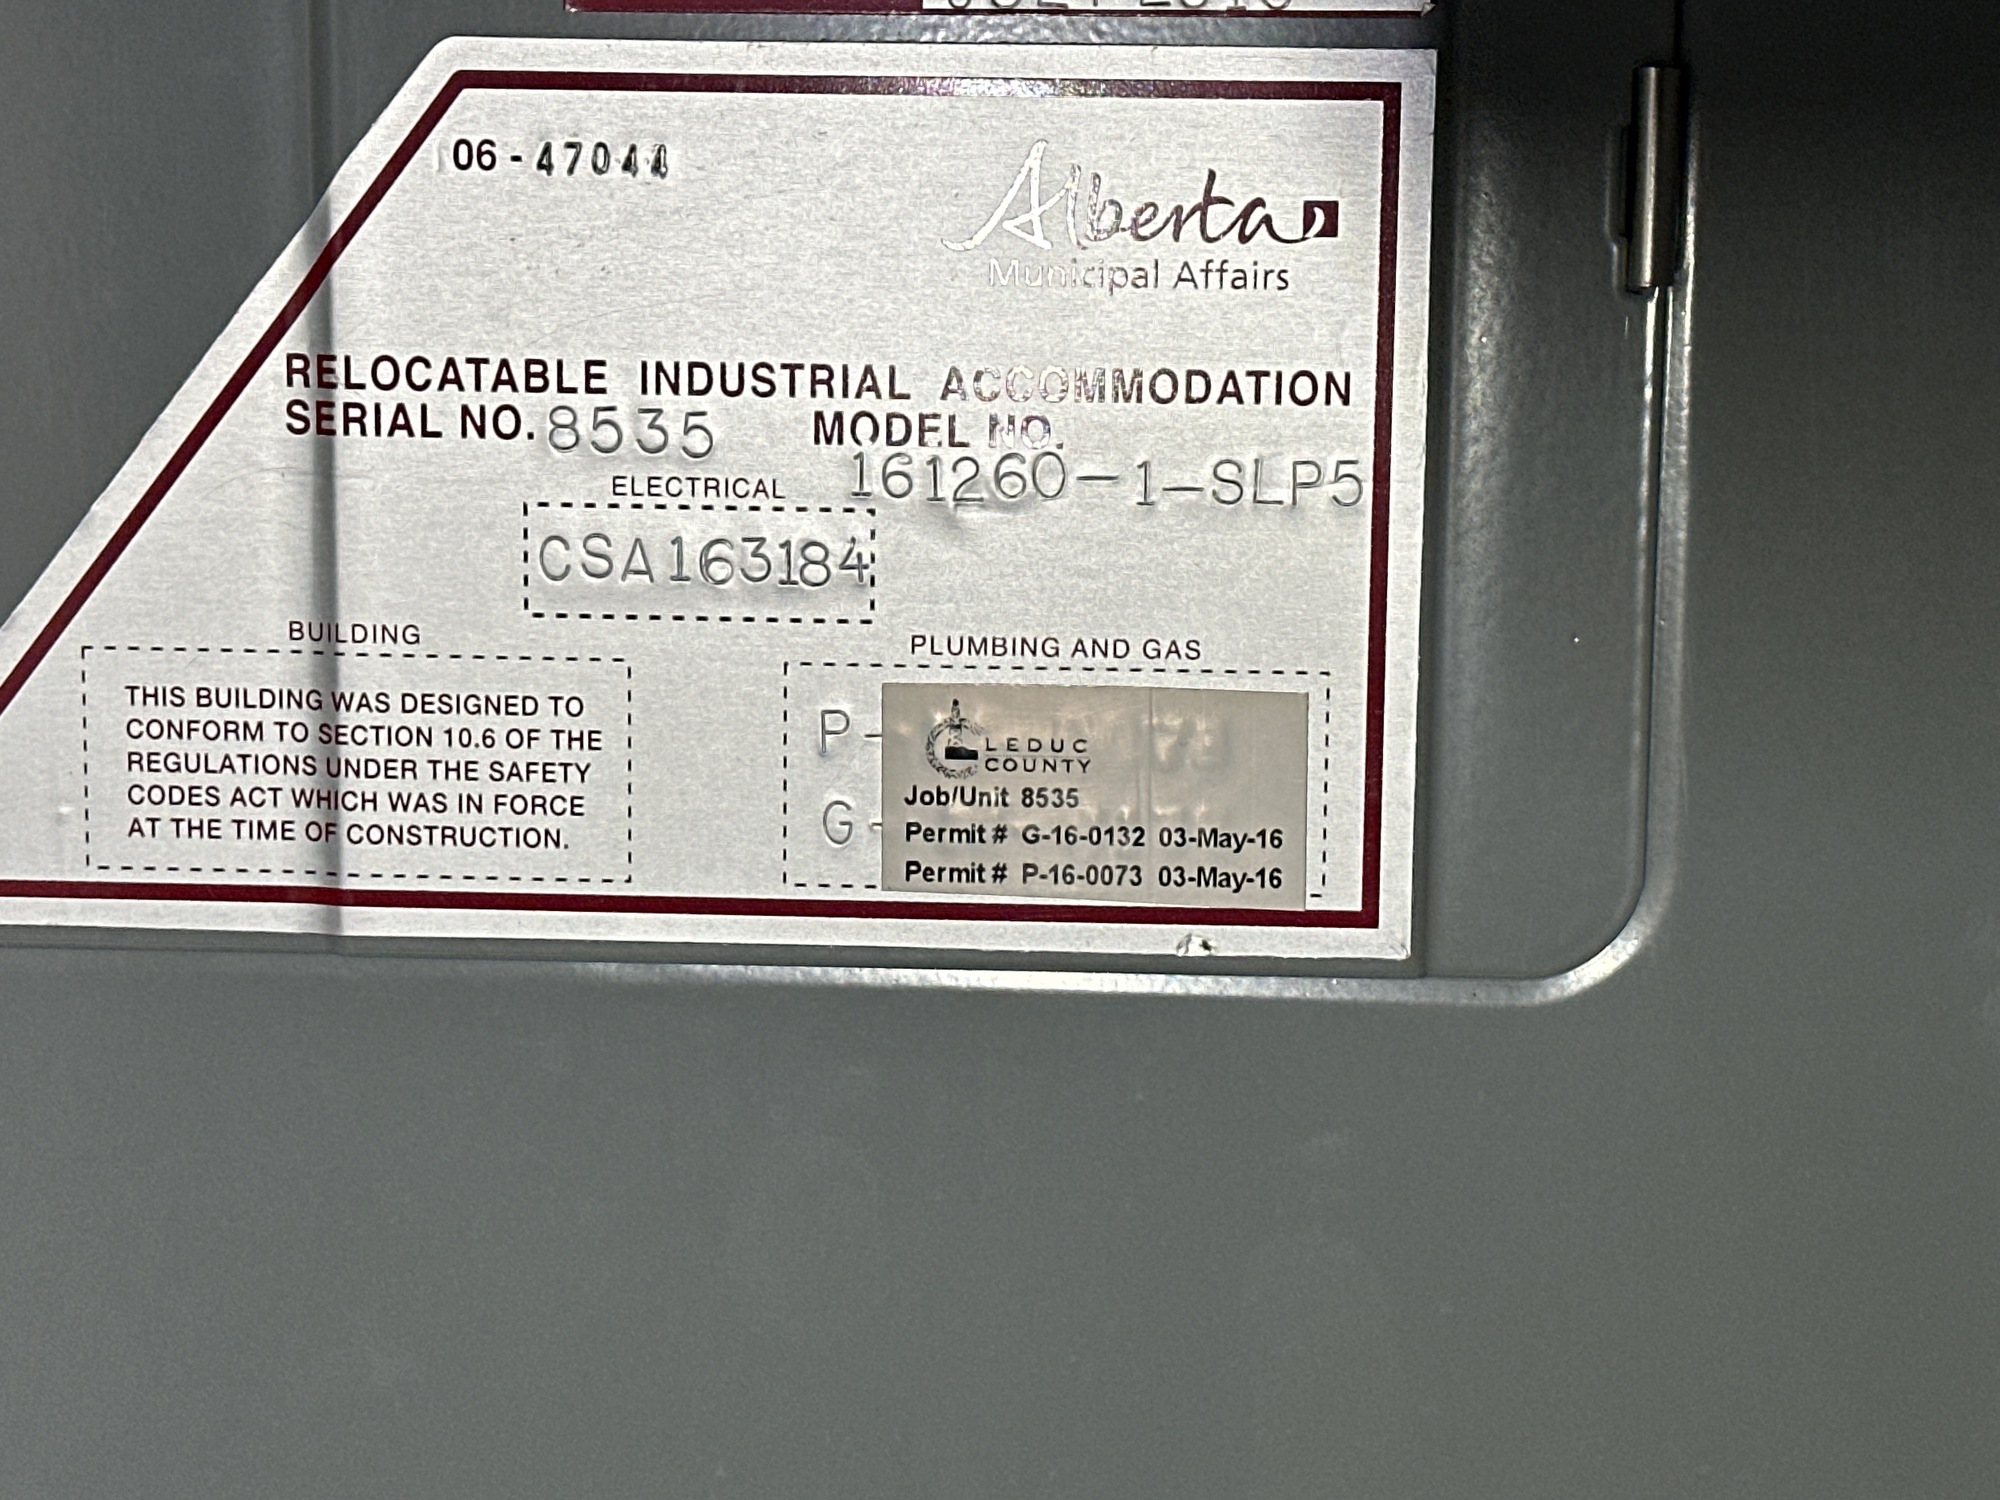 06 - 47044
Alberta
Municipal Affairs
RELOCATABLE INDUSTRIAL ACCOMMODATION
SERIAL NO. 8535 MODEL NO.
161260-1-SLP5
ELECTRICAL
CSA163184
BUILDING
THIS BUILDING WAS DESIGNED TO
CONFORM TO SECTION 10.6 OF THE
REGULATIONS UNDER THE SAFETY
CODES ACT WHICH WAS IN FORCE
AT THE TIME OF CONSTRUCTION.
PLUMBING AND GAS
P-
G-
LEDUC
COUNTY
Job/Unit 8535
Permit # G-16-0132 03-May-16
Permit # P-16-0073 03-May-16